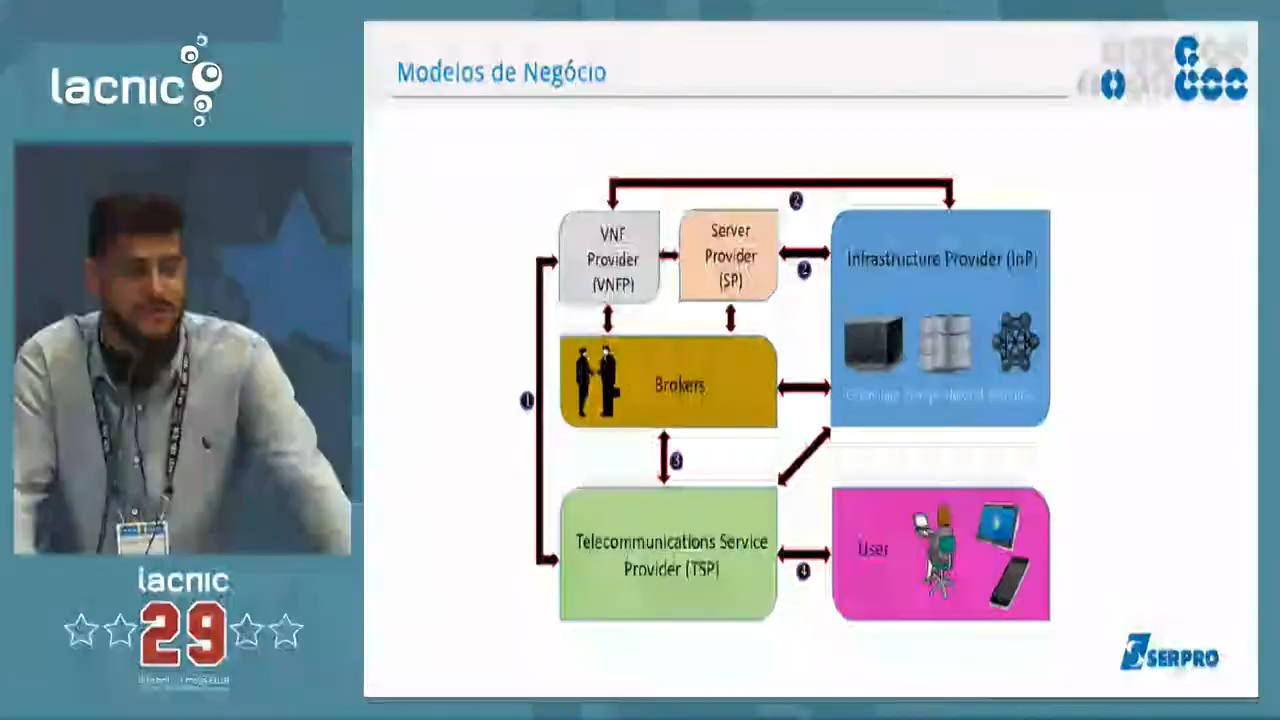 lacnic
Modelos de Negócio
2
VNF
Provider
(VNFP)
Server
Provider
(SP)
2
Infrastructure Provider (InP)
Brokers
1
3
Telecommunications Service
Provider (TSP)
User
4
lacnic
29
SERPRO